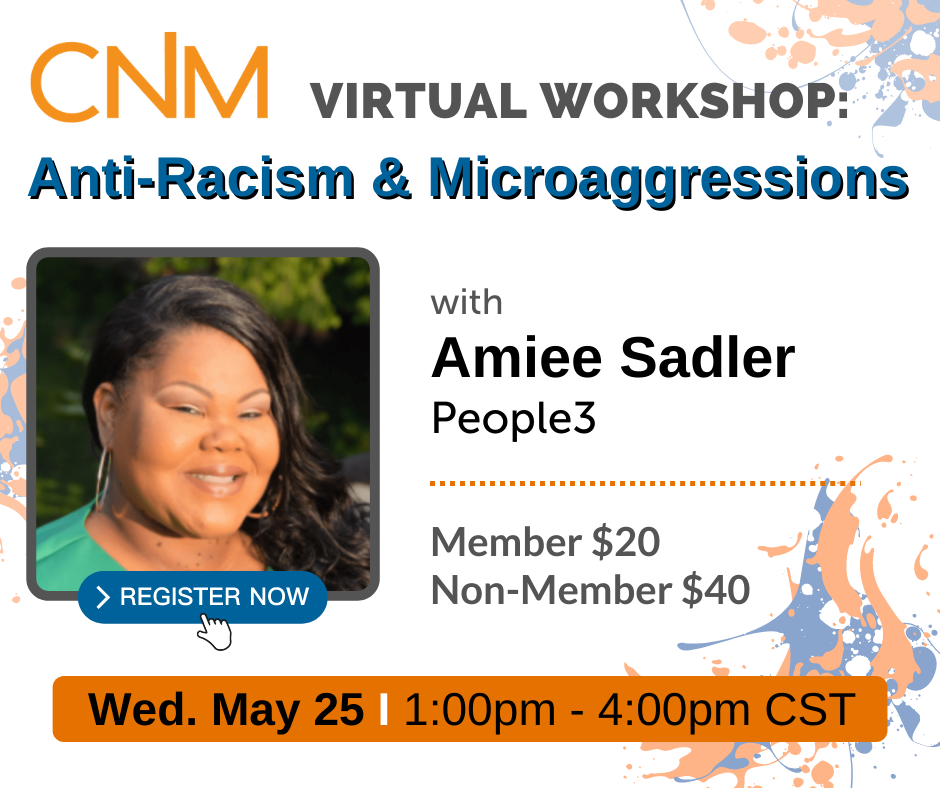 CNM VIRTUAL WORKSHOP:
Anti-Racism & Microaggressions
with
Amiee Sadler
People3
Member $20
Non-Member $40
> REGISTER NOW
Wed. May 25 I 1:00pm - 4:00pm CST